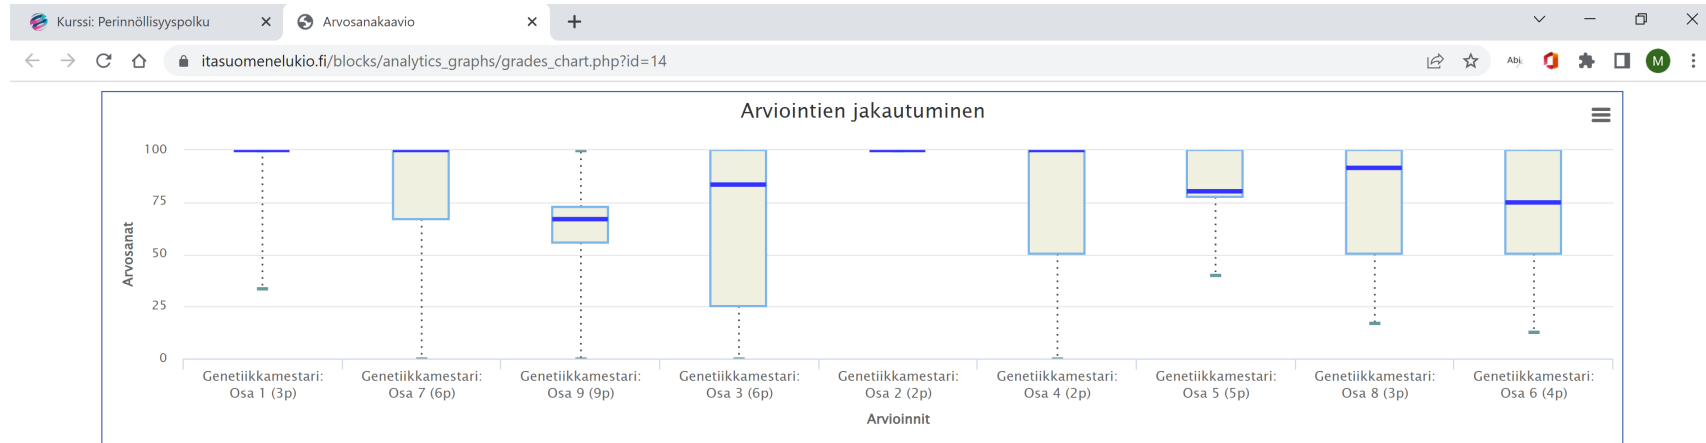 Kurssi: Perinnöllisyyspolku
Arvosanakaavio
itasuomenelukio.fi/blocks/analytics_graphs/grades_chart.php?id=14
Abi
M
Arviointien jakautuminen
Arvosanat
100
75
50
25
0
Genetiikkamestari:
Osa 1 (3p)
Genetiikkamestari:
Osa 7 (6p)
Genetiikkamestari:
Osa 9 (9p)
Genetiikkamestari:
Osa 3 (6p)
Genetiikkamestari:
Osa 2 (2p)
Genetiikkamestari:
Osa 4 (2p)
Genetiikkamestari:
Osa 5 (5p)
Genetiikkamestari:
Osa 8 (3p)
Genetiikkamestari:
Osa 6 (4p)
Arvioinnit